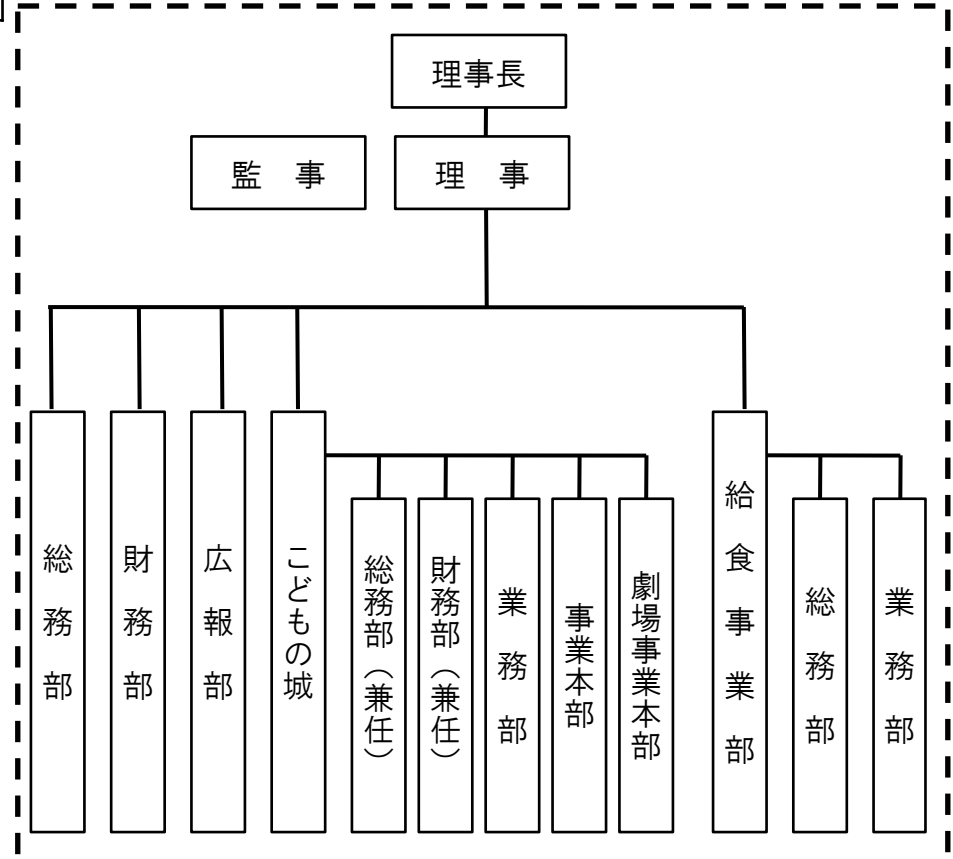 理事長
監　事
理　事
総務部
財務部
広報部
こどもの城
総務部（兼任）
財務部（兼任）
業務部
事業本部
劇場事業本部
給食事業部
総務部
業務部